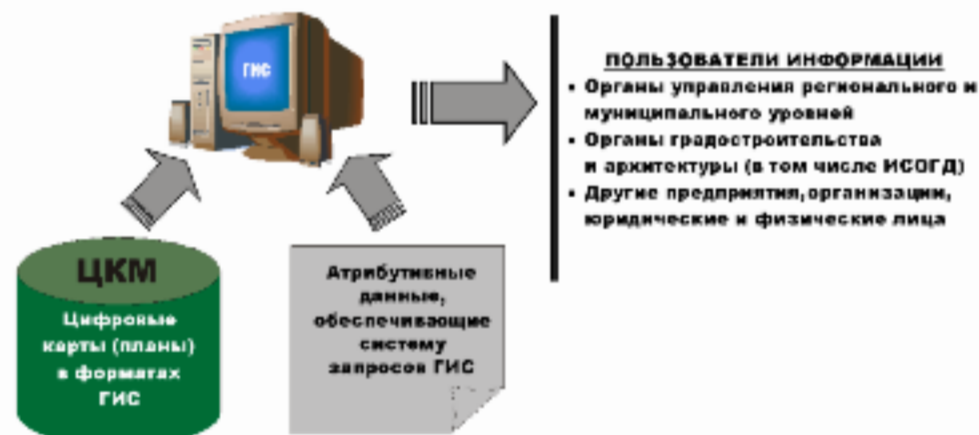 ГИС
ПОЛЬЗОВАТЕЛИ ИНФОРМАЦИИ
• Органы управления регионального и
муниципального уровней
• Органы градостроительства
и архитектуры (в том числе ИСОГД)
• Другие предприятия, организации,
юридические и физические лица
ЦКМ
Цифровые
карты (планы)
в форматах
ГИС
Атрибутивные
данные,
обеспечивающие
систему
запросов ГИС